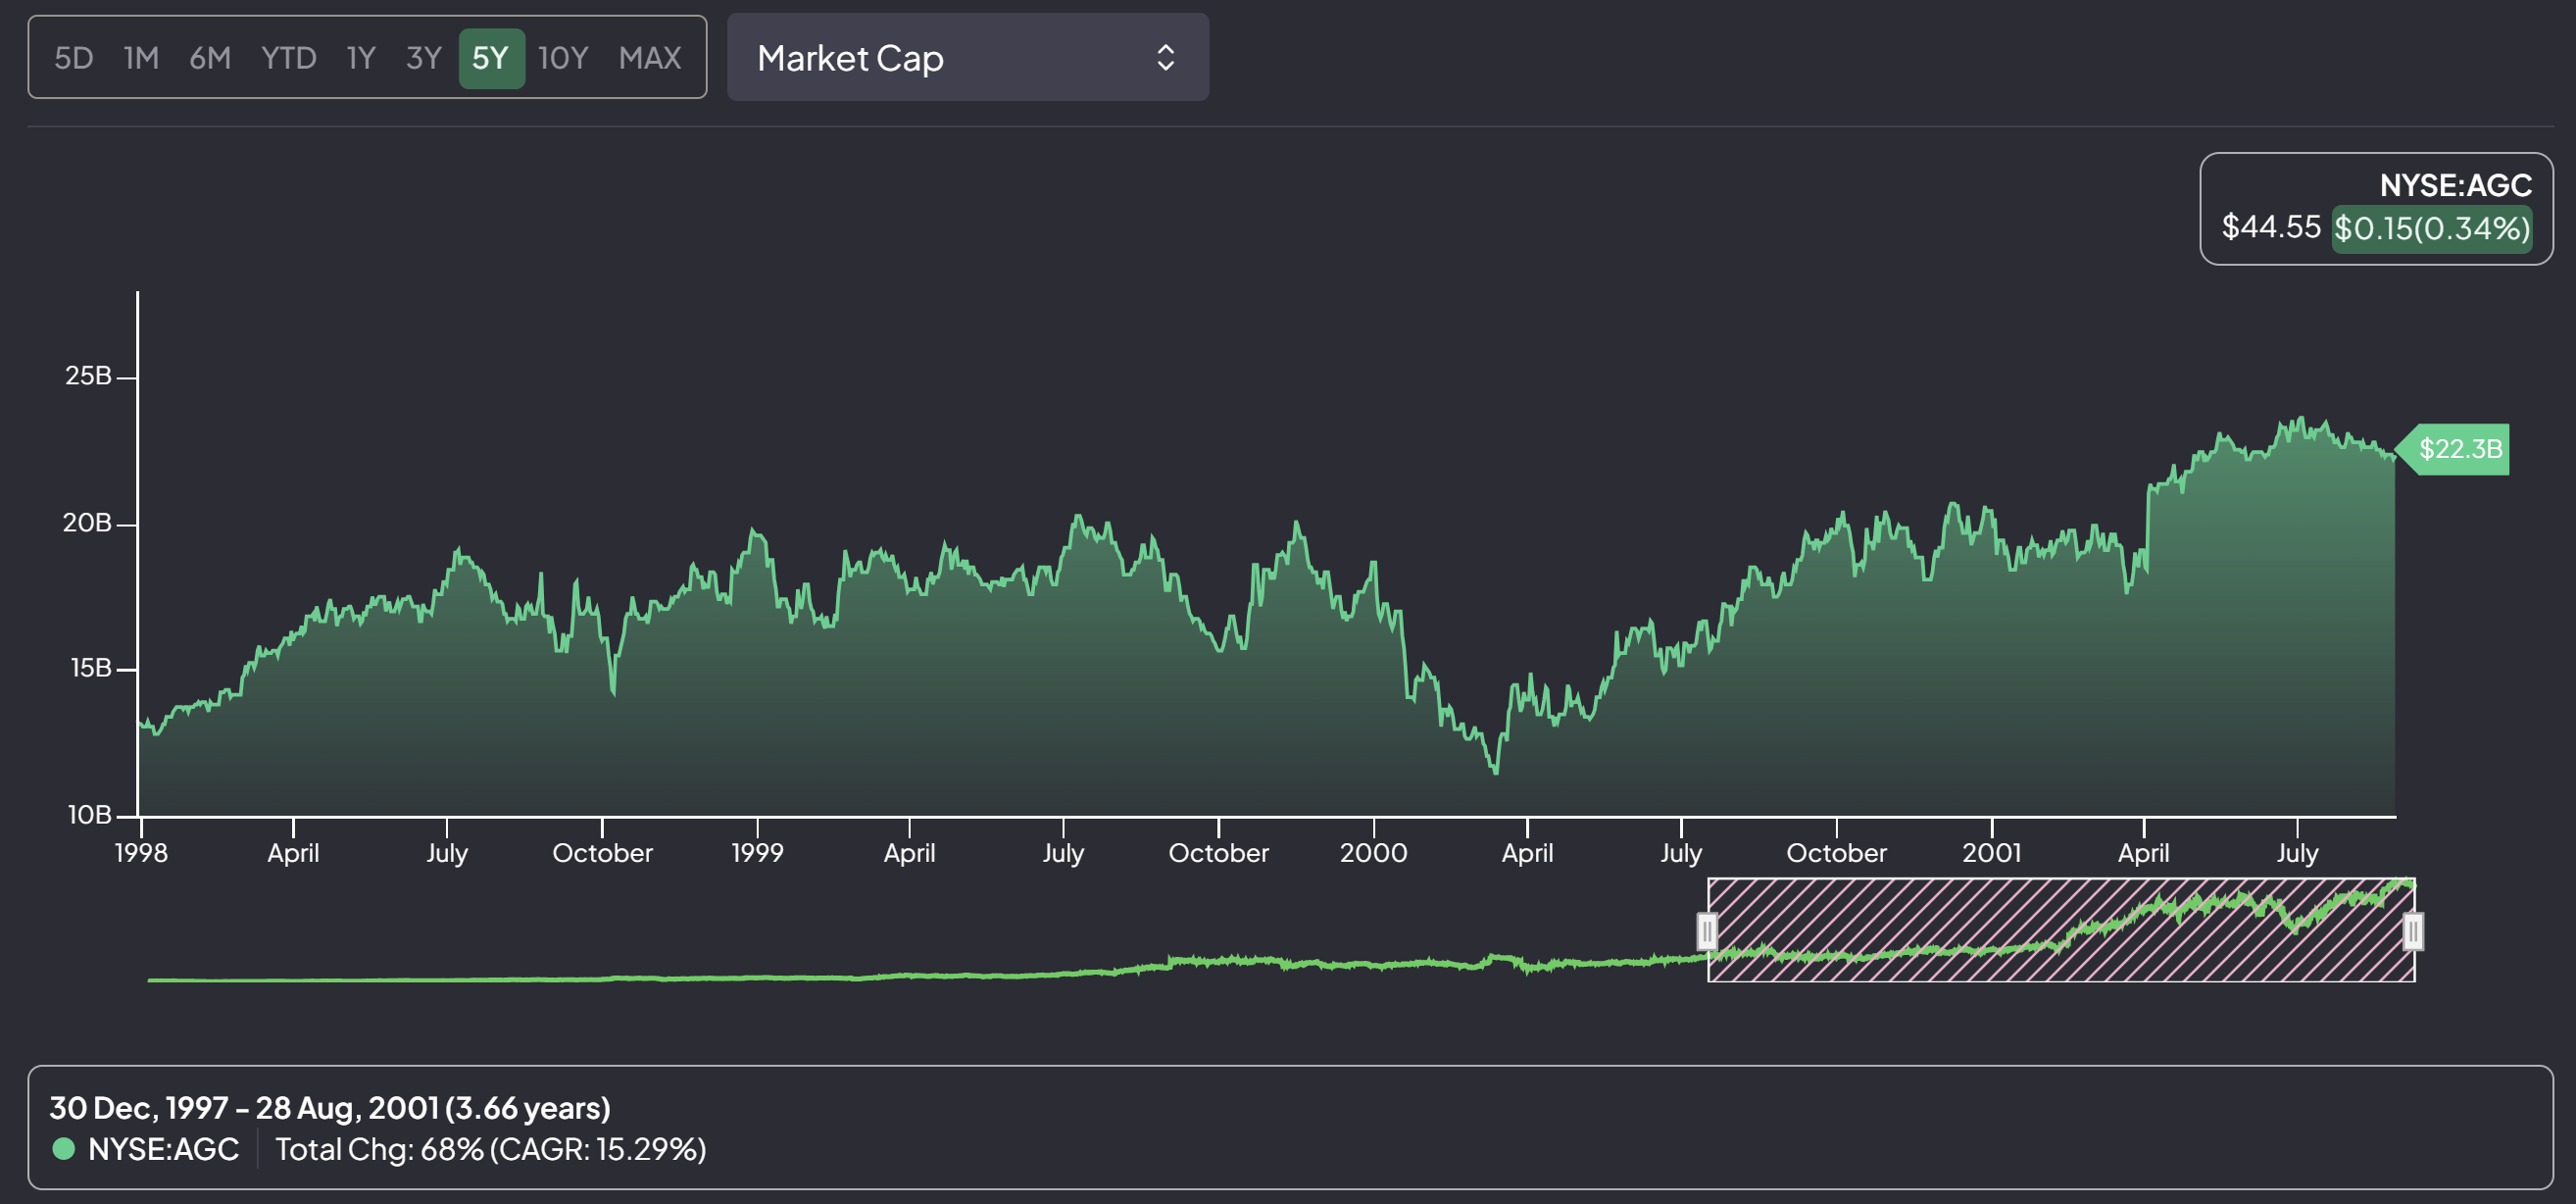 5D 1M 6M YTD 1Y 3Y 5Y 10Y MAX Market Cap
NYSE:AGC
$44.55 $0.15(0.34%)
25B
20B
15B
10B
$22.3B
1998 April July October 1999 April July October 2000 April July October 2001 April July
30 Dec, 1997 - 28 Aug, 2001 (3.66 years)
NYSE:AGC Total Chg: 68% (CAGR: 15.29%)